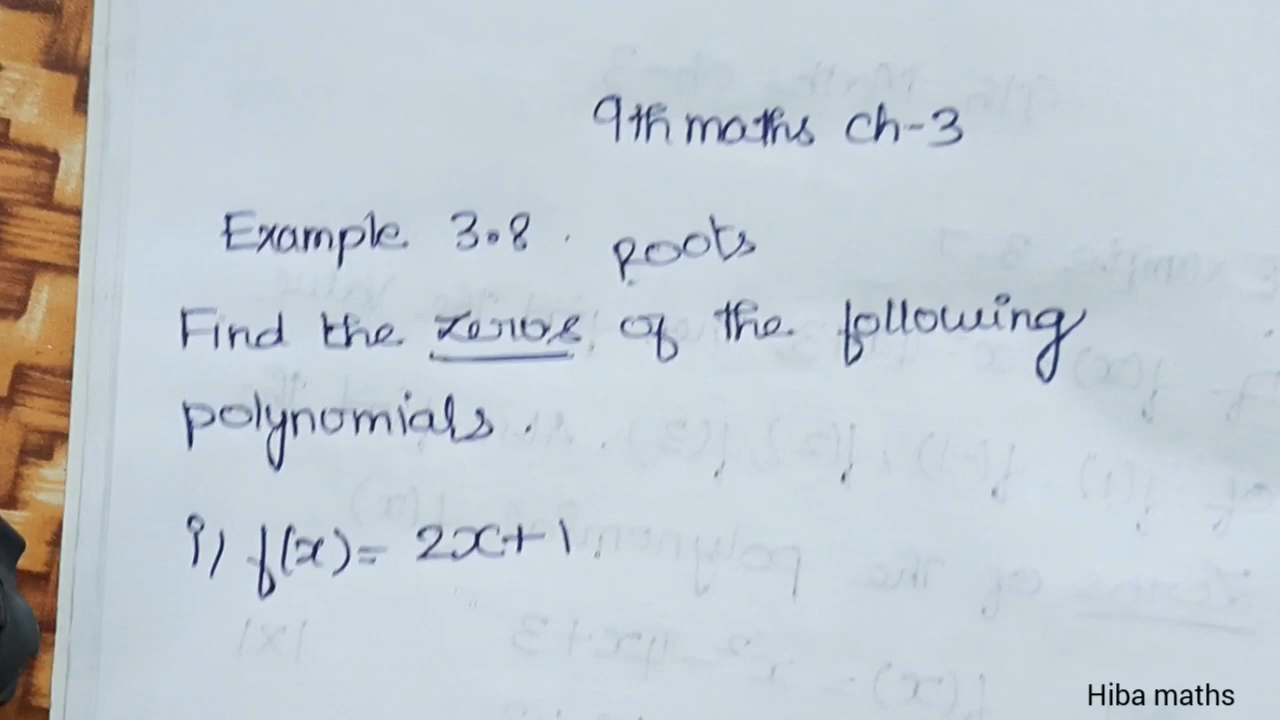 9th maths ch-3
Example 3.8. Roots
Find the zeros of the following
polynomials.
i) f(x) = 2x+1.
Hiba maths